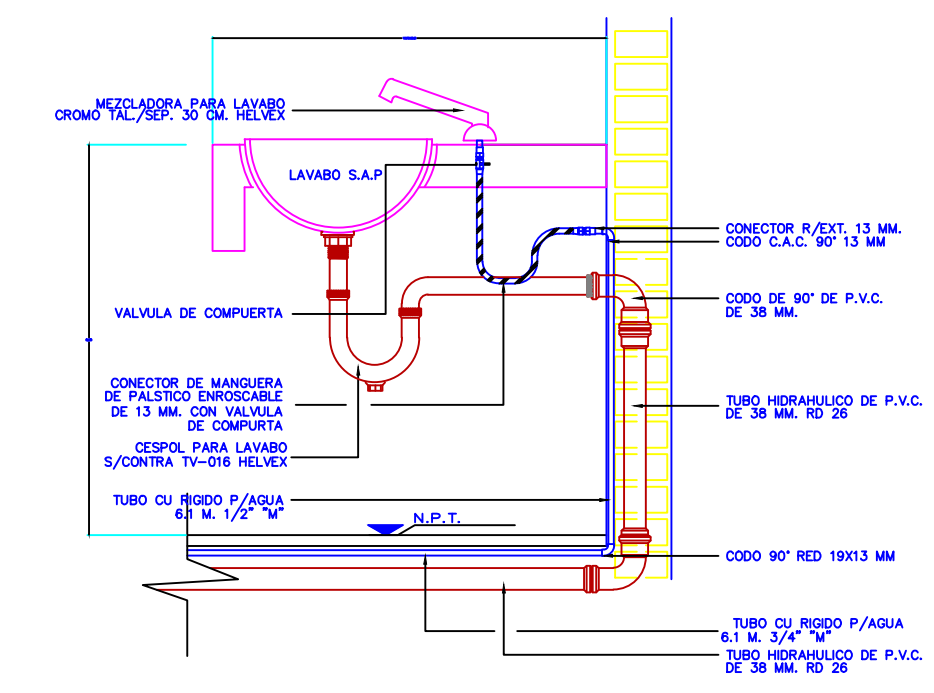 MEZCLADORA PARA LAVABO
CROMO TAL./SEP. 30 CM. HELVEX
LAVABO S.A.P
CONECTOR R/EXT. 13 MM.
CODO C.A.C. 90° 13 MM
CODO DE 90° DE P.V.C.
DE 38 MM.
VALVULA DE COMPUERTA
CONECTOR DE MANGUERA
DE PALSTICO ENROSCABLE
DE 13 MM. CON VALVULA
DE COMPURTA
TUBO HIDRAHULICO DE P.V.C.
DE 38 MM. RD 26
CESPOL PARA LAVABO
S/CONTRA TV-016 HELVEX
TUBO CU RIGIDO P/AGUA
6.1 M. 1/2" "M"
N.P.T.
CODO 90° RED 19X13 MM
TUBO CU RIGIDO P/AGUA
6.1 M. 3/4" "M"
TUBO HIDRAHULICO DE P.V.C.
DE 38 MM. RD 26